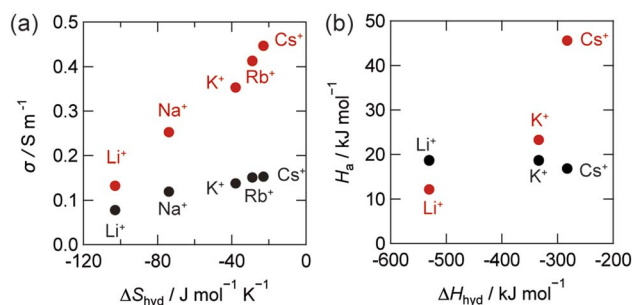 (a)
0.5
0.4
0.3
0.2
0.1
0.0
σ / S m⁻¹
Cs⁺
Rb⁺
K⁺
Na⁺
Li⁺
Cs⁺
Rb⁺
K⁺
Na⁺
Li⁺
-120 -80 -40 0
ΔS_hyd / J mol⁻¹ K⁻¹
(b)
50
40
30
20
10
0
Hₐ / kJ mol⁻¹
Cs⁺
K⁺
Li⁺
K⁺
Cs⁺
Li⁺
-600 -500 -400 -300 -200
ΔH_hyd / kJ mol⁻¹